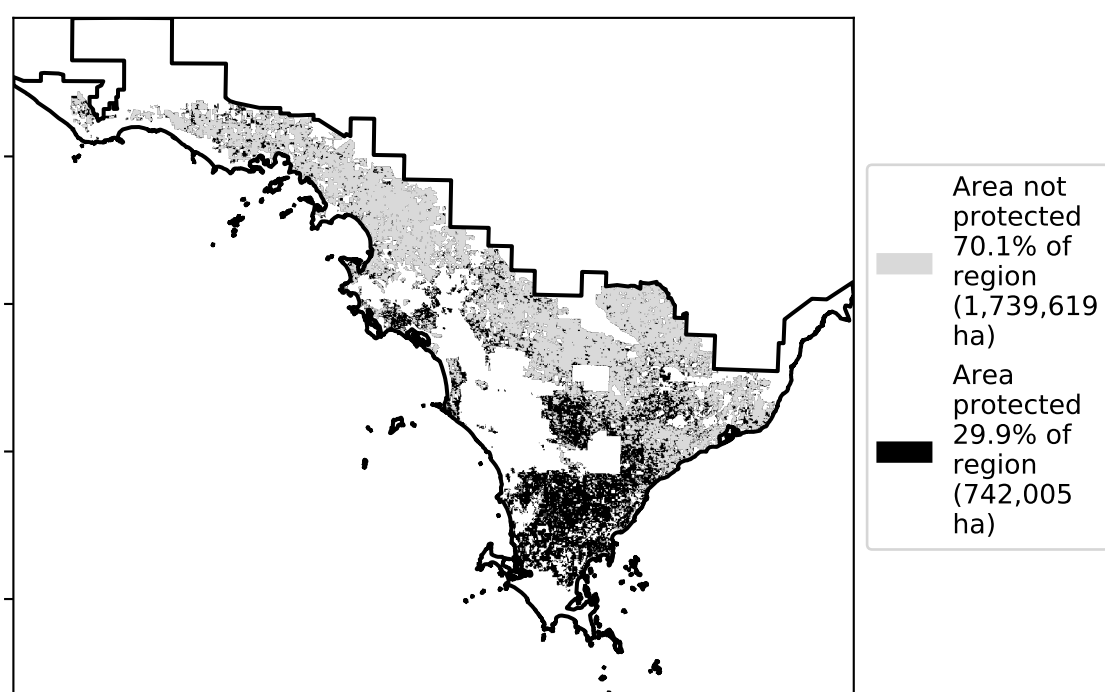 Area not
protected
70.1% of
region
(1,739,619
ha)
Area
protected
29.9% of
region
(742,005
ha)